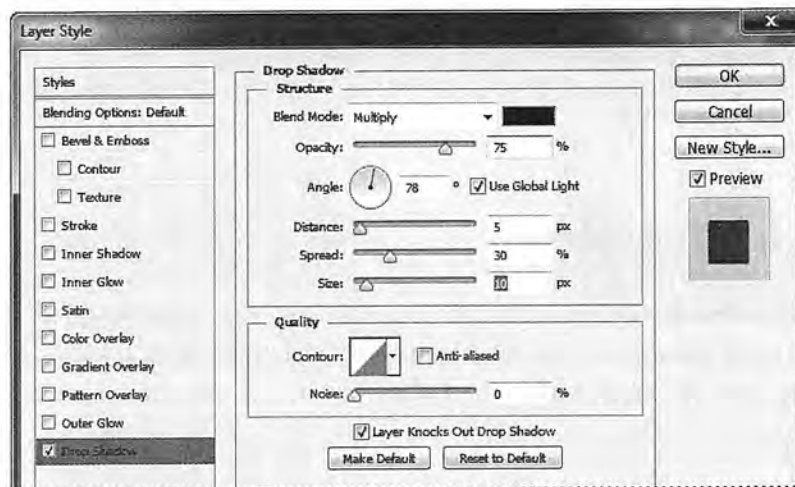 Layer Style
x
Styles
Blending Options: Default
Bevel & Emboss
Contour
Texture
Stroke
Inner Shadow
Inner Glow
Satin
Color Overlay
Gradient Overlay
Pattern Overlay
Outer Glow
Drop Shadow
Drop Shadow
Structure
Blend Mode: Multiply
Opacity: 75 %
Angle: 78 ° Use Global Light
Distance: 5 px
Spread: 30 %
Size: 10 px
Quality
Contour: Anti-aliased
Noise: 0 %
Layer Knocks Out Drop Shadow
Make Default Reset to Default
OK
Cancel
New Style...
Preview